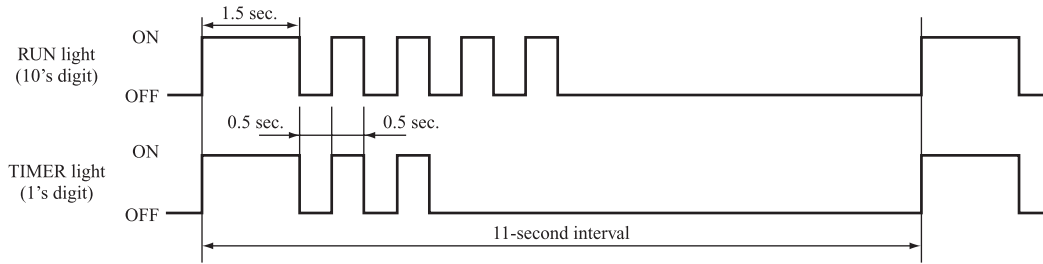 1.5 sec.
ON
RUN light
(10’s digit)
OFF
0.5 sec.
0.5 sec.
ON
TIMER light
(1’s digit)
OFF
11-second interval